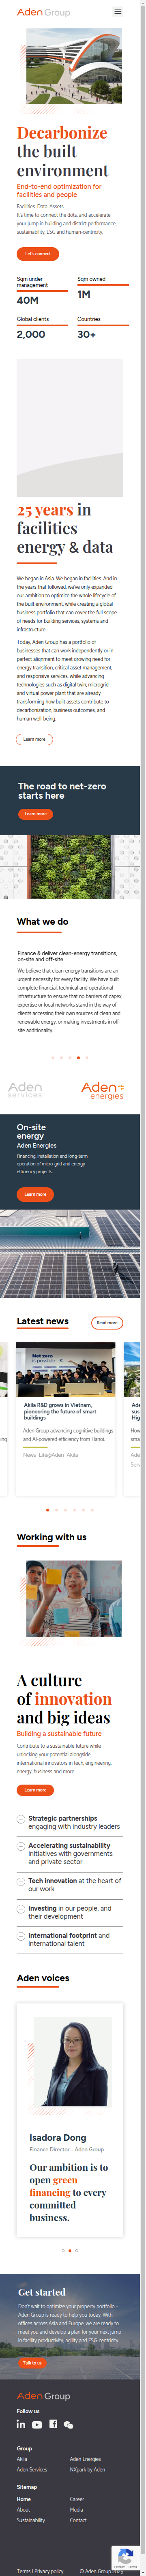 Aden Group
Decarbonize
the built
environment
End-to-end optimization for
facilities and people
Facilities. Data. Assets.
It's time to connect the dots, and accelerate
your jump in building and district performance,
sustainability, ESG and human-centricity.
Let's connect
Sqm under
management
40M
Sqm owned
1M
Global clients
2,000
Countries
30+
25 years in
facilities
energy & data
We began in Asia. We began in facilities. And in
the years that followed, we've only expanded
our ambition to optimize the whole lifecycle of
the built environment, while creating a global
business portfolio that can cover the full scope
of needs for building services, systems and
infrastructure.
Today, Aden Group has a portfolio of
businesses that can work independently or in
perfect alignment to meet growing need for
energy transition, critical asset management,
and responsive services, while advancing
technologies such as digital twin, microgrid
and virtual power plant that are already
transforming how built assets contribute to
decarbonization, business outcomes, and
human well-being.
Learn more
The road to net-zero
starts here
Learn more
What we do
Finance & deliver clean-energy transitions,
on-site and off-site
We believe that clean-energy transitions are an
urgent necessity for every company. We have built
complete financial, technical and operational
infrastructure to ensure that no barriers of capex,
expertise or local networks stand in the way of
assets creating their own sources of clean and
renewable energy, or making investments in off-
site additionality.
Aden
services
Aden
energies
On-site
energy
Aden Energies
Financing, installation and long-term
operation of micro-grid and energy
efficiency projects.
Learn more
Latest news
Read more
Net zero
is possible.
Akila R&D grows in Vietnam,
pioneering the future of smart
buildings
Aden Group advancing cognitive buildings
and AI-powered efficiency from Hanoi.
News · Life@Aden · Akila
Working with us
A culture
of innovation
and big ideas
Building a sustainable future
Contribute to a sustainable future while
unlocking your potential alongside
international innovators in tech, engineering,
energy, business and more.
Learn more
Strategic partnerships
engaging with industry leaders
Accelerating sustainability
initiatives with governments
and private sector
Tech innovation at the heart of
our work
Investing in our people, and
their development
International footprint and
international talent
Aden voices
Isadora Dong
Finance Director – Aden Group
Our ambition is to
open green
financing to every
committed
business.
Get started
Don't wait to optimize your property portfolio –
Aden Group is ready to help you today. With
offices across Asia and Europe, we are ready to
meet you and develop a plan for your next jump
in facility productivity, agility and ESG centricity.
Talk to us
Aden Group
Follow us
Group
Akila
Aden Energies
Aden Services
NXpark by Aden
Sitemap
Home
Career
About
Media
Sustainability
Contact
Terms | Privacy policy
© Aden Group 2025
Privacy - Terms